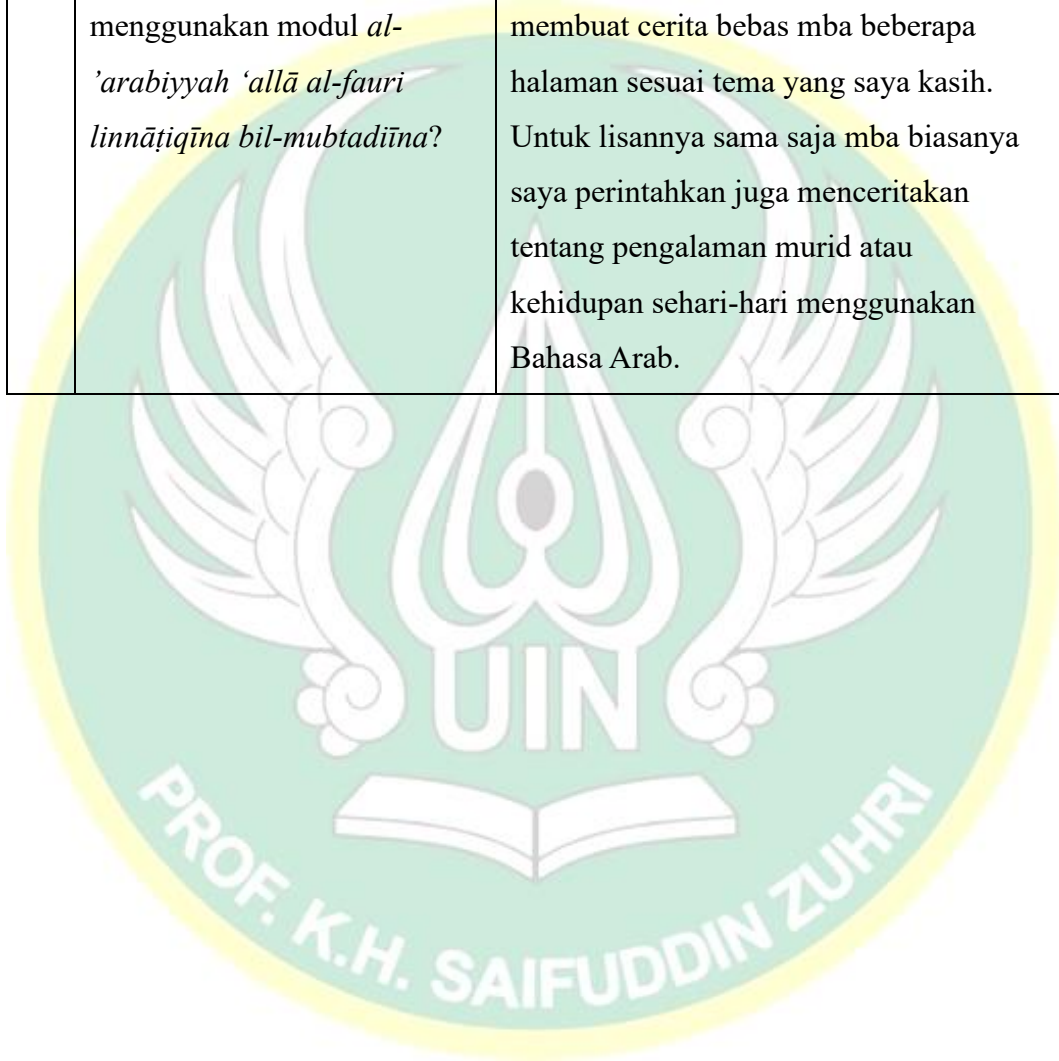 menggunakan modul al-
’arabiyyah ‘allā al-fauri
linnāṭiqīna bil-mubtadiīna?
membuat cerita bebas mba beberapa
halaman sesuai tema yang saya kasih.
Untuk lisannya sama saja mba biasanya
saya perintahkan juga menceritakan
tentang pengalaman murid atau
kehidupan sehari-hari menggunakan
Bahasa Arab.
UIN
PROF. K.H. SAIFUDDIN ZUHRI